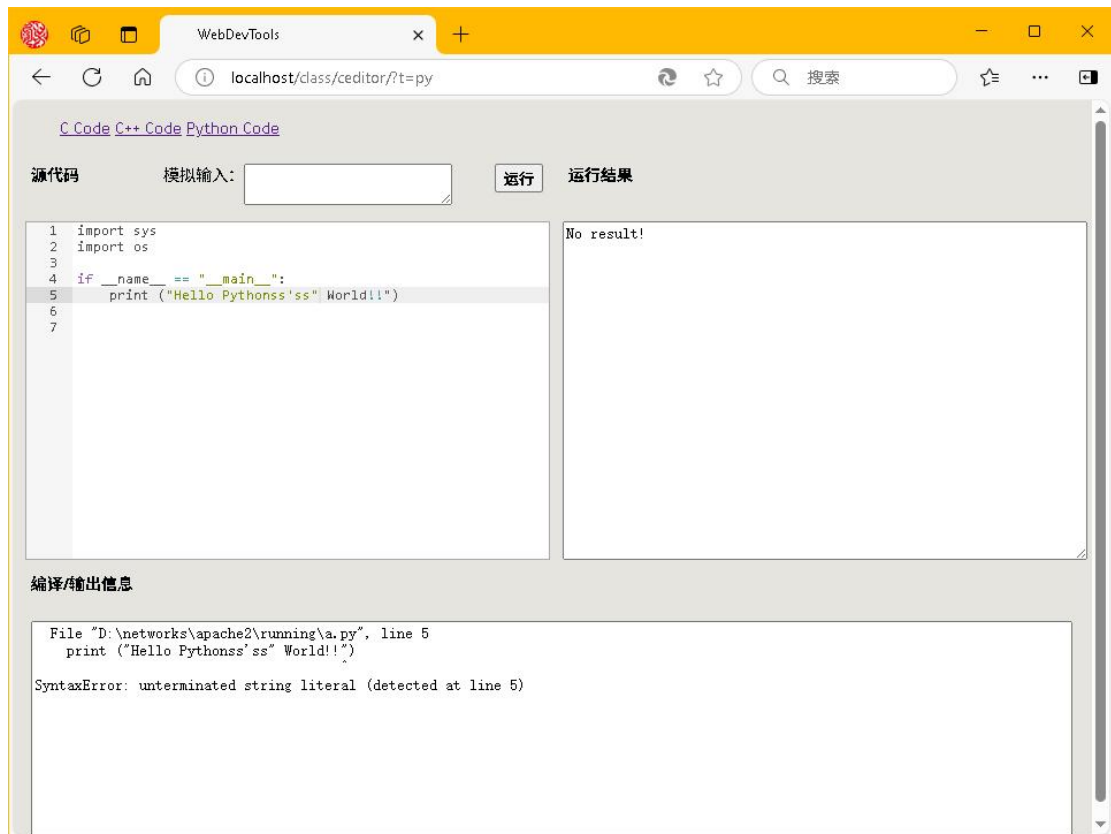 WebDevTools
localhost/class/ceditor/?t=py
搜索
C Code C++ Code Python Code
源代码 模拟输入: 运行 运行结果
1 import sys
2 import os
3
4 if __name__ == "__main__":
5 print ("Hello Pythonss'ss" World!!")
6
7
No result!
编译/输出信息
File "D:\networks\apache2\running\a.py", line 5
print ("Hello Pythonss'ss" World!!")
^
SyntaxError: unterminated string literal (detected at line 5)